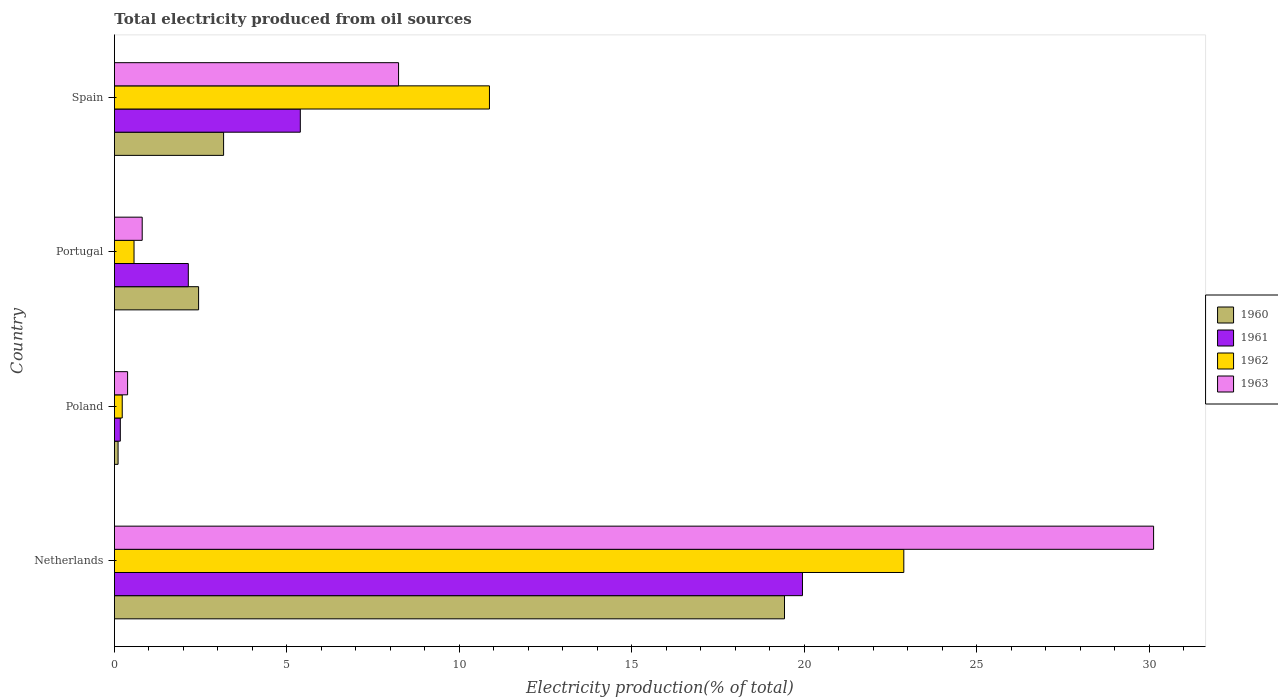 Total electricity produced from oil sources
Spain
Portugal
Poland
Netherlands
Country
0
5
10
15
20
25
30
Electricity production(% of total)
1960
1961
1962
1963